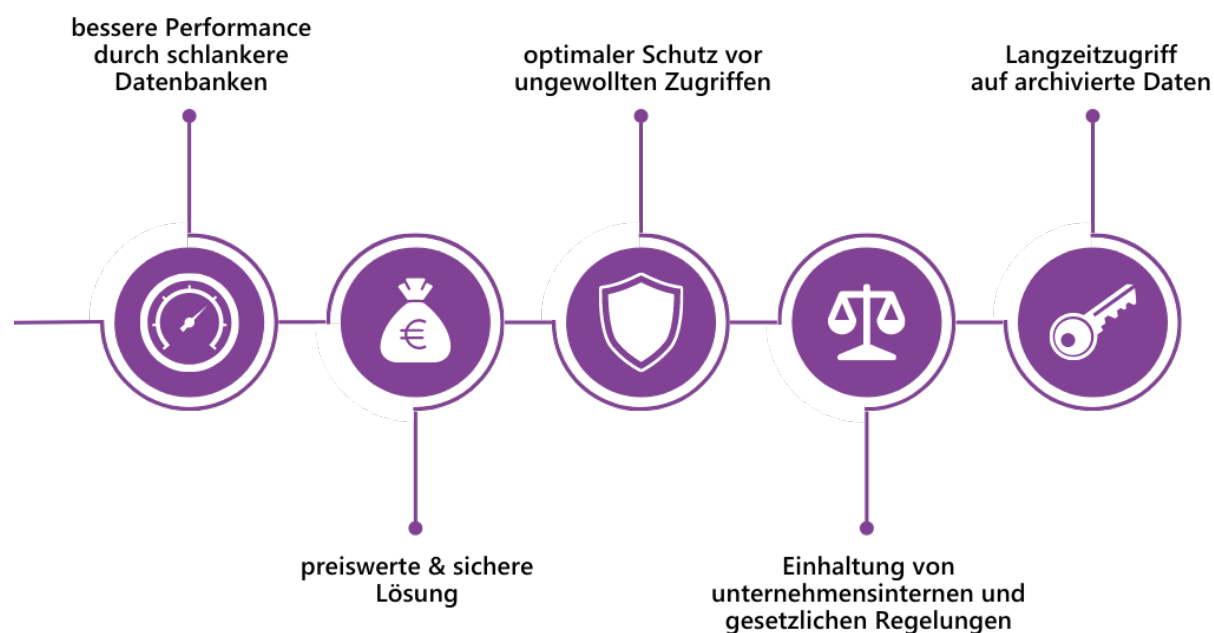 bessere Performance
durch schlankere
Datenbanken
€
preiswerte & sichere
Lösung
optimaler Schutz vor
ungewollten Zugriffen
Einhaltung von
unternehmensinternen und
gesetzlichen Regelungen
Langzeitzugriff
auf archivierte Daten